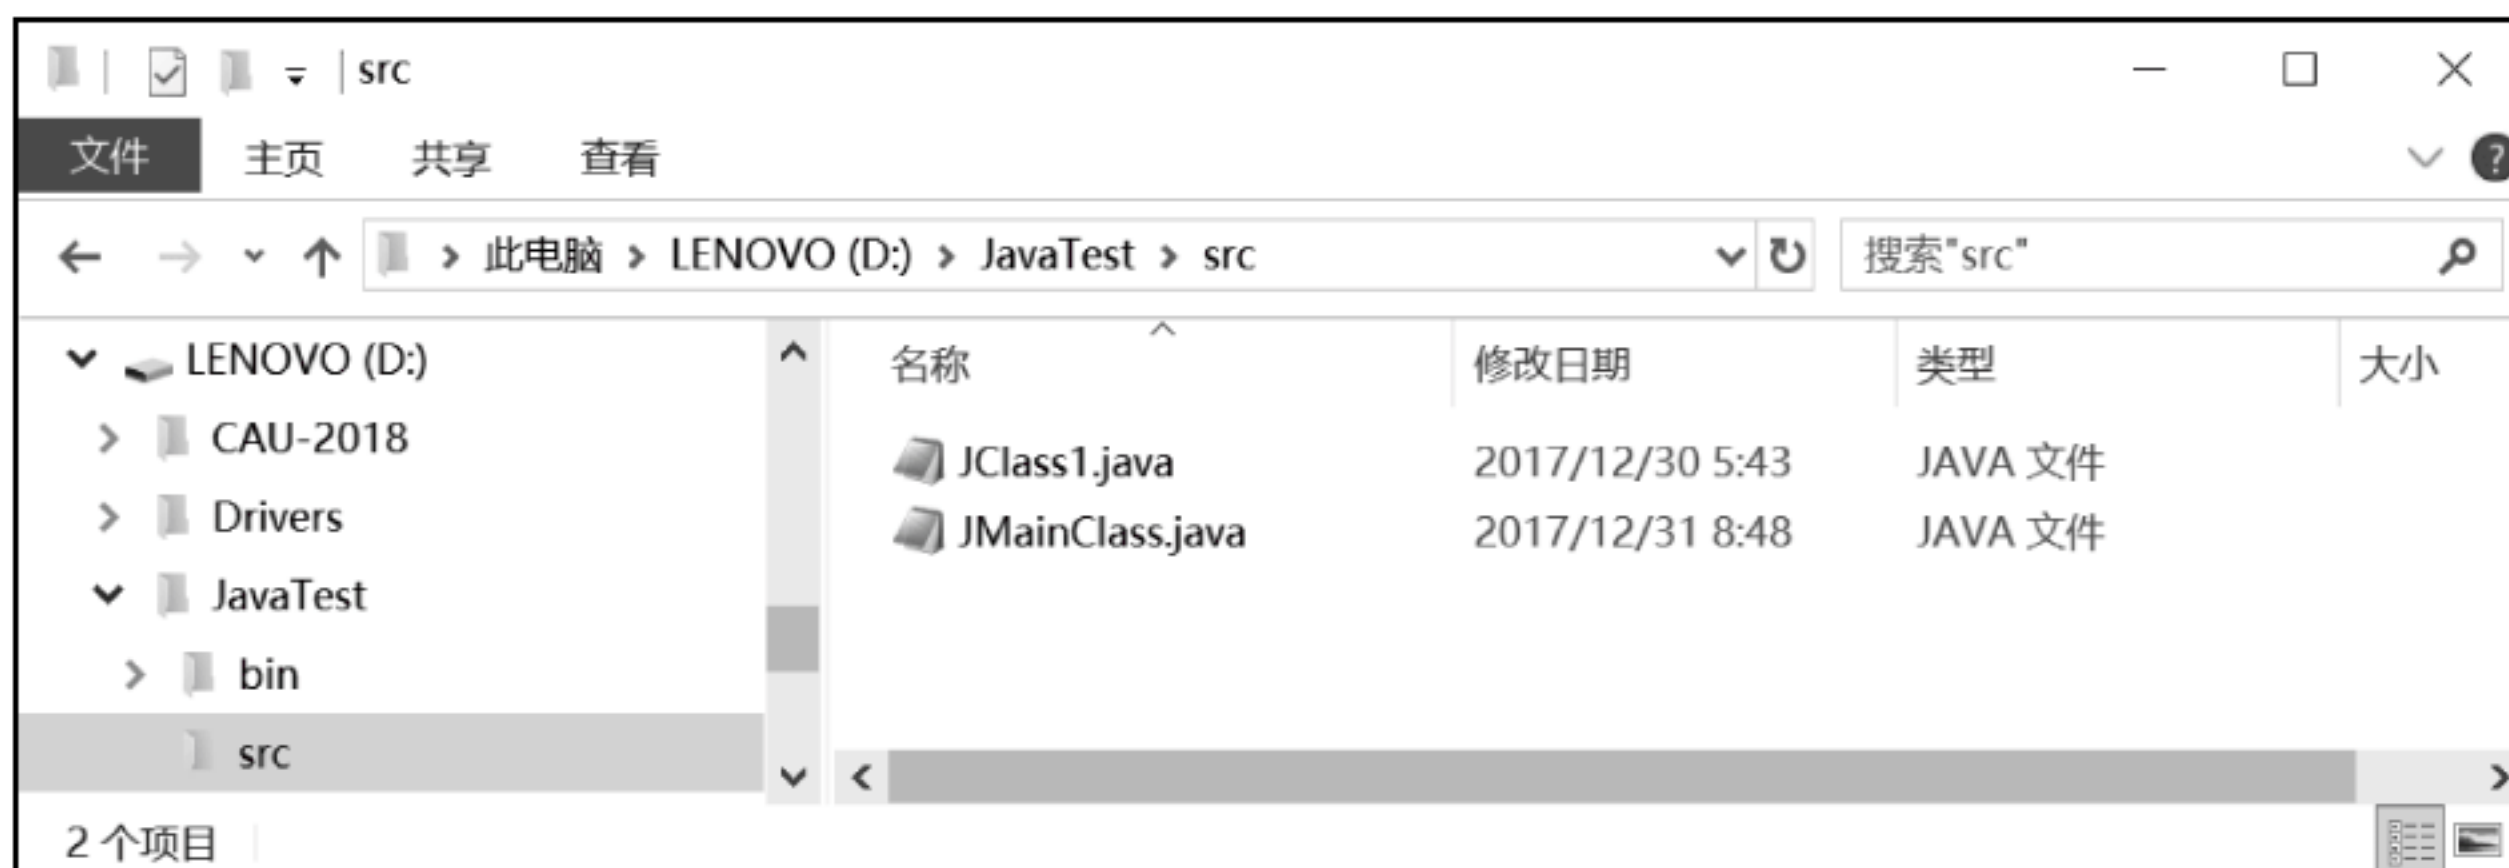 src
文件 主页 共享 查看 ?
此电脑 > LENOVO (D:) > JavaTest > src 搜索"src"
LENOVO (D:)
CAU-2018
Drivers
JavaTest
bin
src
名称 修改日期 类型 大小
JClass1.java 2017/12/30 5:43 JAVA 文件
JMainClass.java 2017/12/31 8:48 JAVA 文件
2 个项目